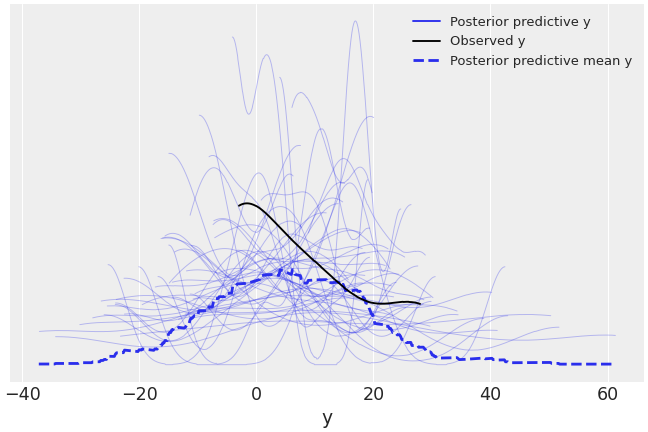 Posterior predictive y
Observed y
Posterior predictive mean y
−40 −20 0 20 40 60
y